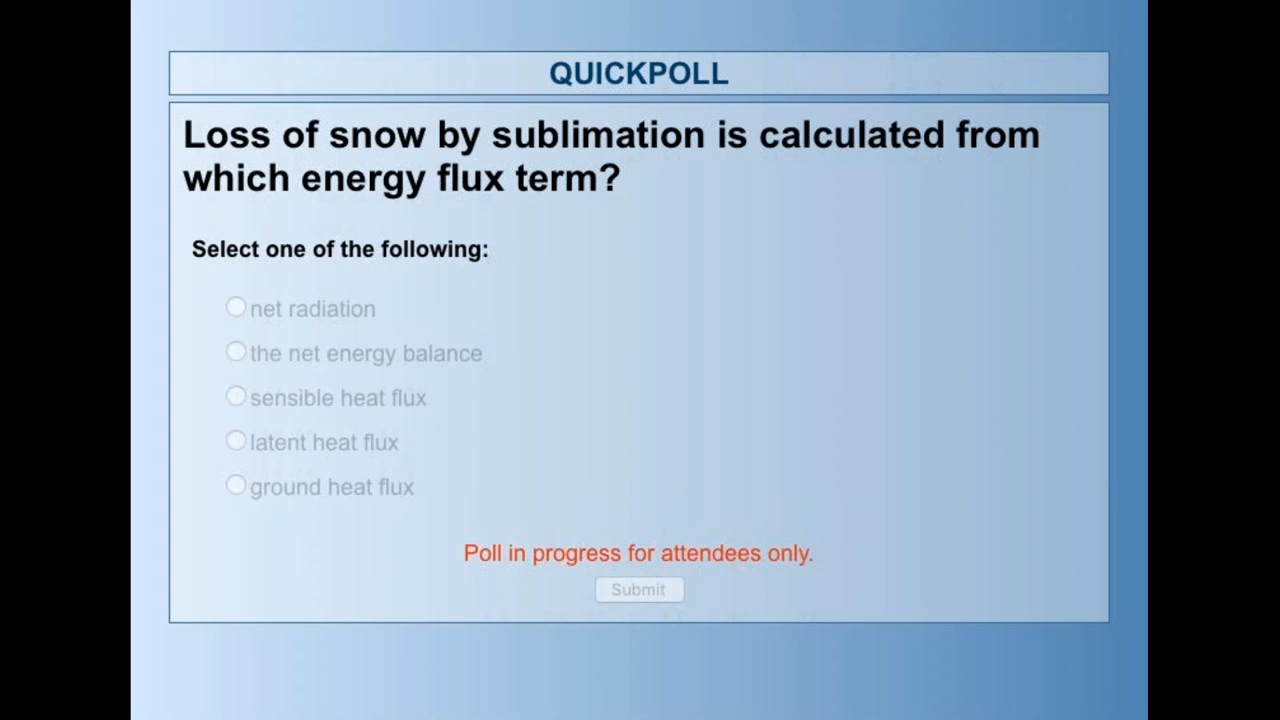 QUICKPOLL
Loss of snow by sublimation is calculated from
which energy flux term?
Select one of the following:
net radiation
the net energy balance
sensible heat flux
latent heat flux
ground heat flux
Poll in progress for attendees only.
Submit